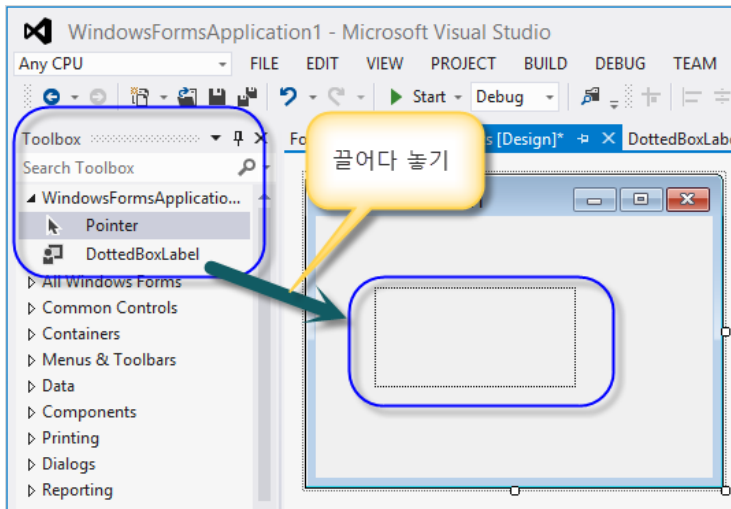 WindowsFormsApplication1 - Microsoft Visual Studio
Any CPU FILE EDIT VIEW PROJECT BUILD DEBUG TEAM
Start Debug
Toolbox
s [Design]* DottedBoxLab
끌어다 놓기
Search Toolbox
WindowsFormsApplicatio...
Pointer
DottedBoxLabel
All Windows Forms
Common Controls
Containers
Menus & Toolbars
Data
Components
Printing
Dialogs
Reporting